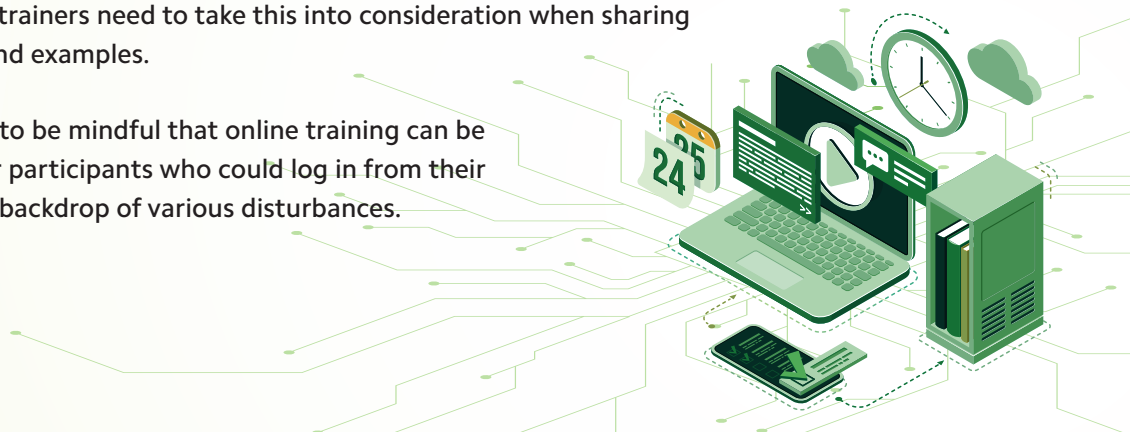 trainers need to take this into consideration when sharing
nd examples.
to be mindful that online training can be
r participants who could log in from their
backdrop of various disturbances.
25
24
>>